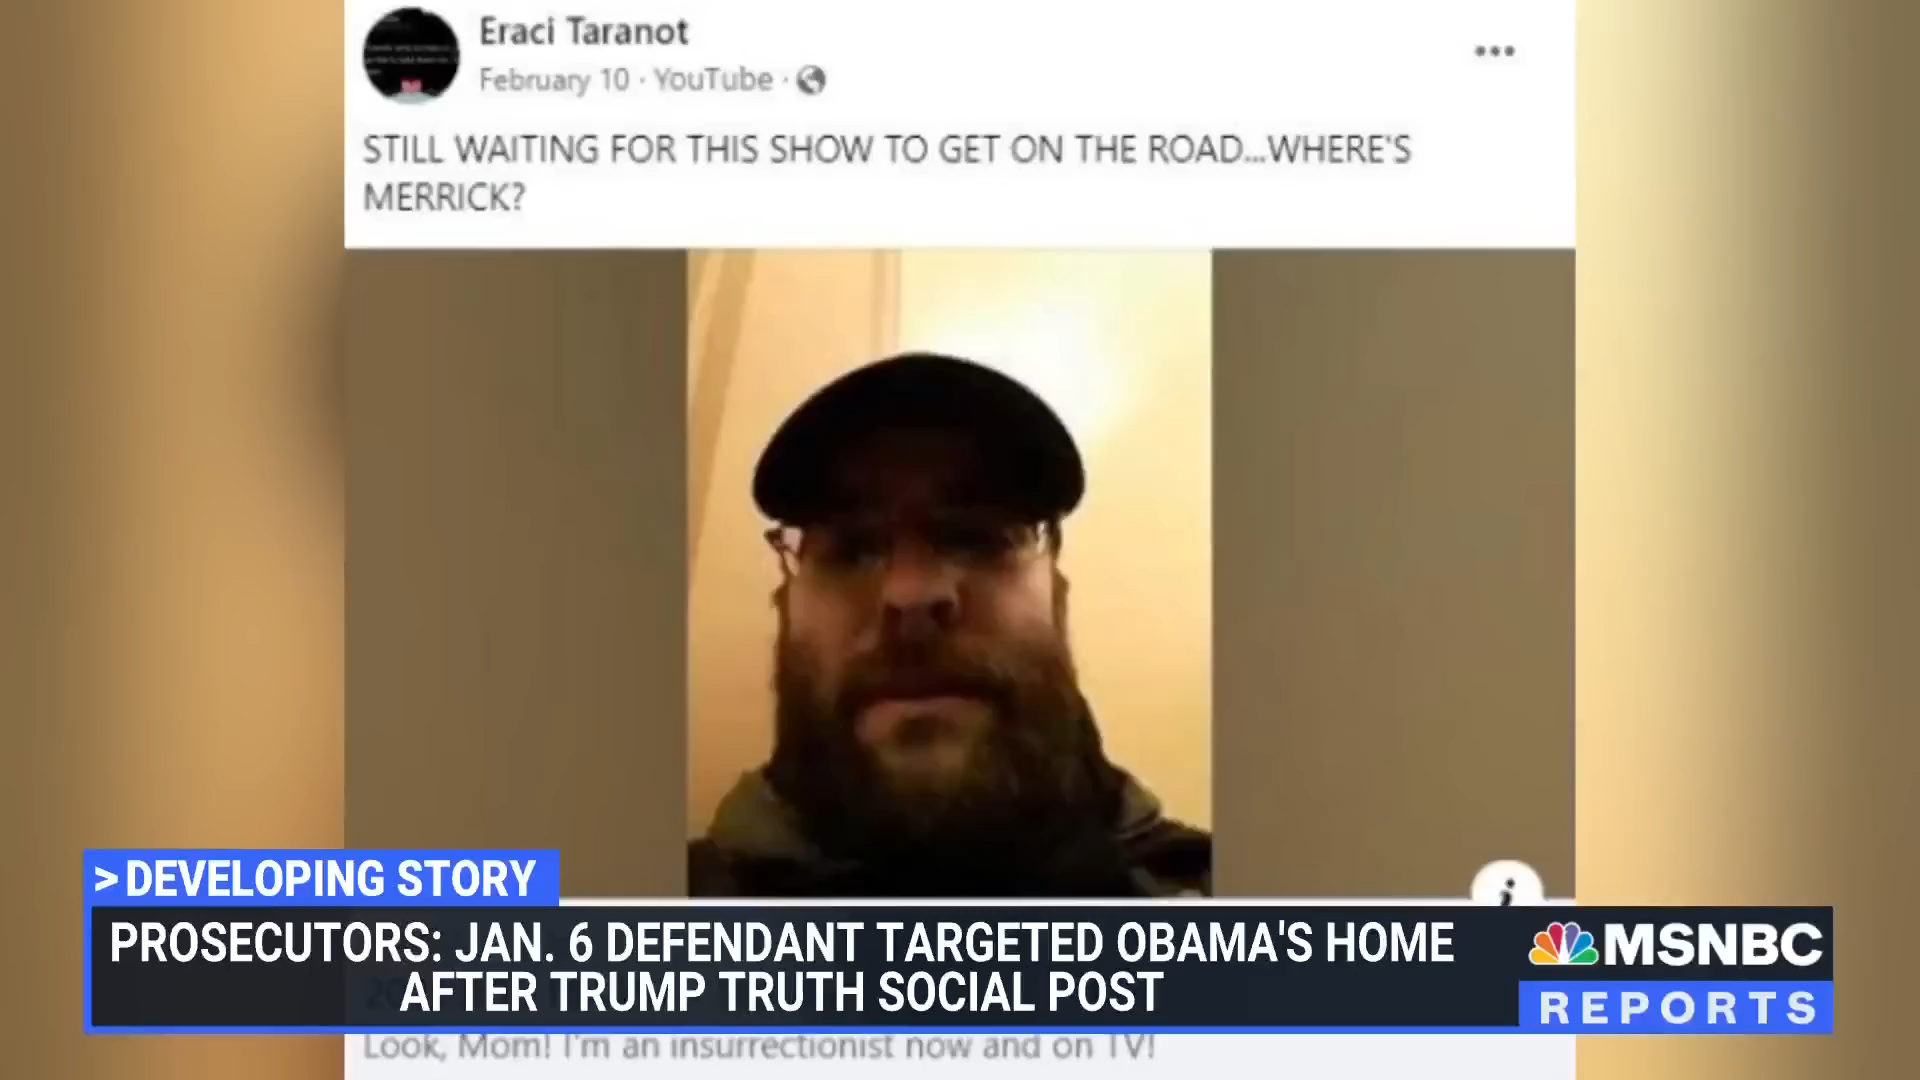 Eraci Taranot
February 10 · YouTube ·
STILL WAITING FOR THIS SHOW TO GET ON THE ROAD...WHERE'S
MERRICK?
i
>DEVELOPING STORY
PROSECUTORS: JAN. 6 DEFENDANT TARGETED OBAMA'S HOME
AFTER TRUMP TRUTH SOCIAL POST
MSNBC
REPORTS
Look, Mom! I'm an insurrectionist now and on TV!